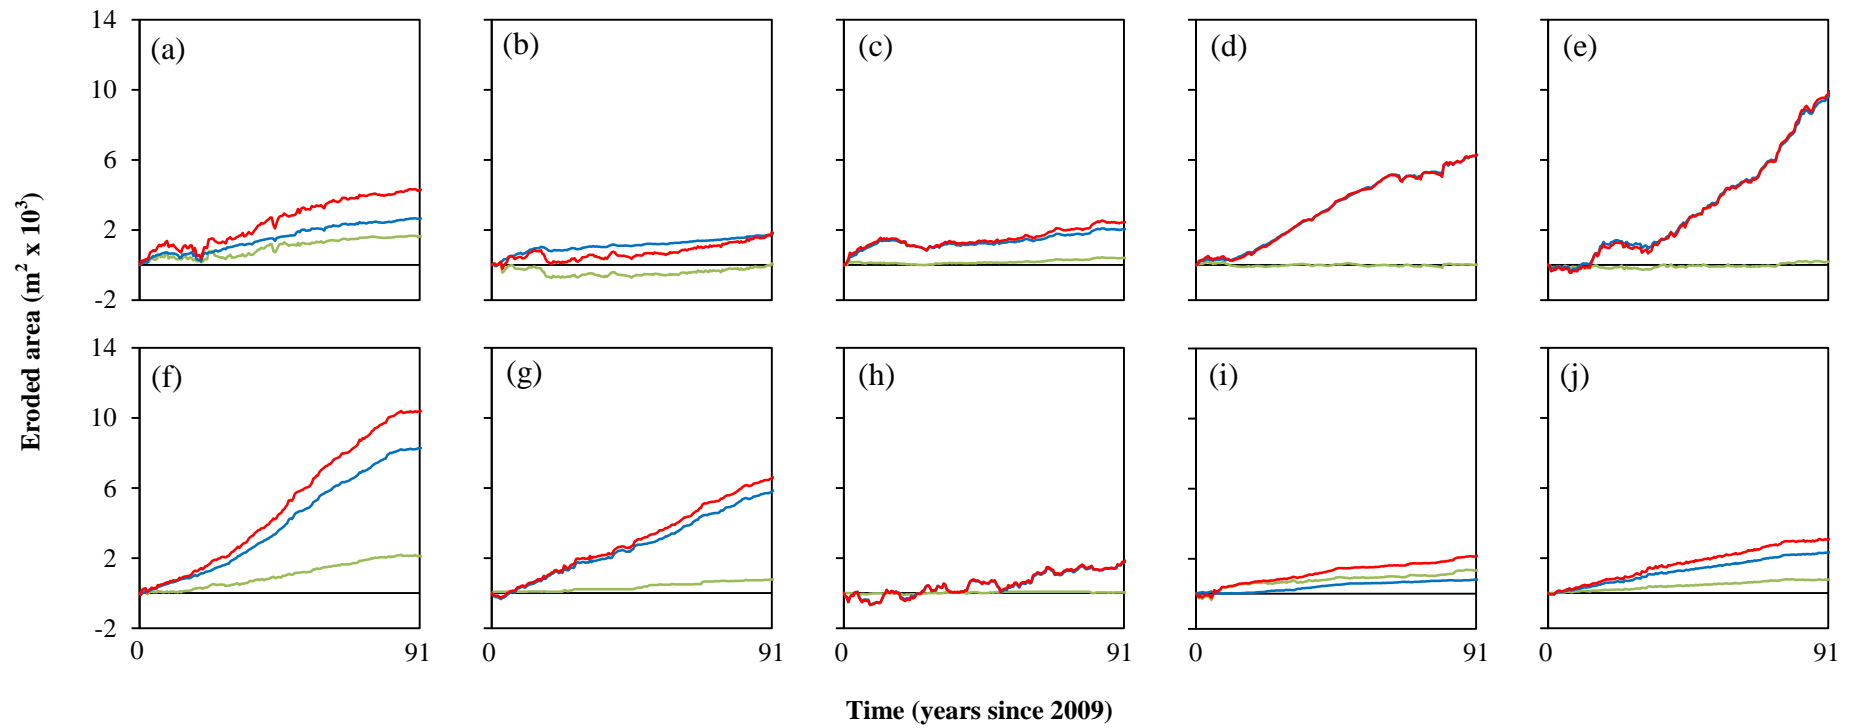 Eroded area (m² x 10³)
14
10
6
2
-2
(a)
(b)
(c)
(d)
(e)
14
10
6
2
-2
(f)
(g)
(h)
(i)
(j)
0 91
0 91
0 91
0 91
0 91
Time (years since 2009)